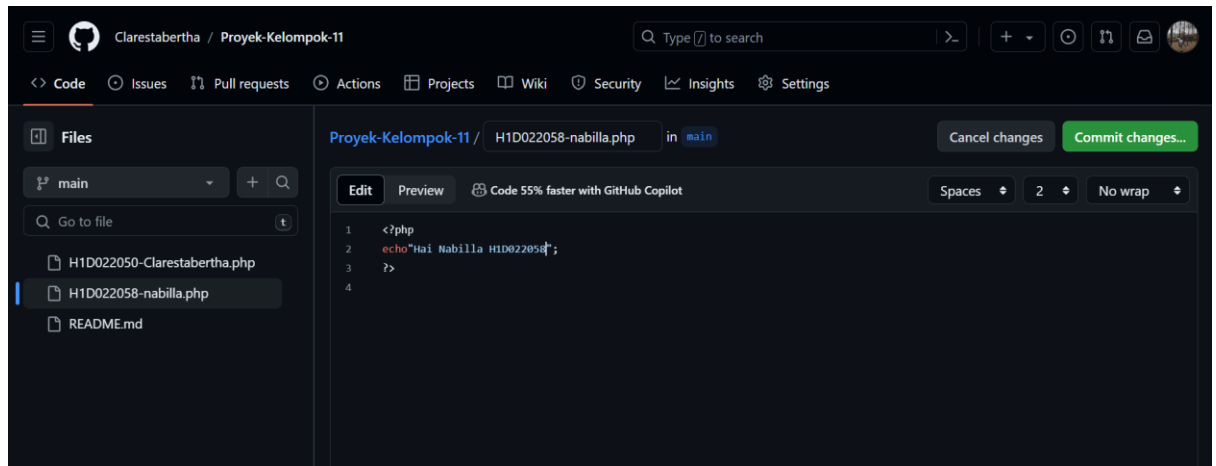 Clarestabertha / Proyek-Kelompok-11
Type / to search
Code
Issues
Pull requests
Actions
Projects
Wiki
Security
Insights
Settings
Files
Proyek-Kelompok-11 / H1D022058-nabilla.php in main
Cancel changes
Commit changes...
main
Edit
Preview
Code 55% faster with GitHub Copilot
Spaces
2
No wrap
Go to file
t
1 <?php
2 echo"Hai Nabilla H1D022058";
3 ?>
4
H1D022050-Clarestabertha.php
H1D022058-nabilla.php
README.md